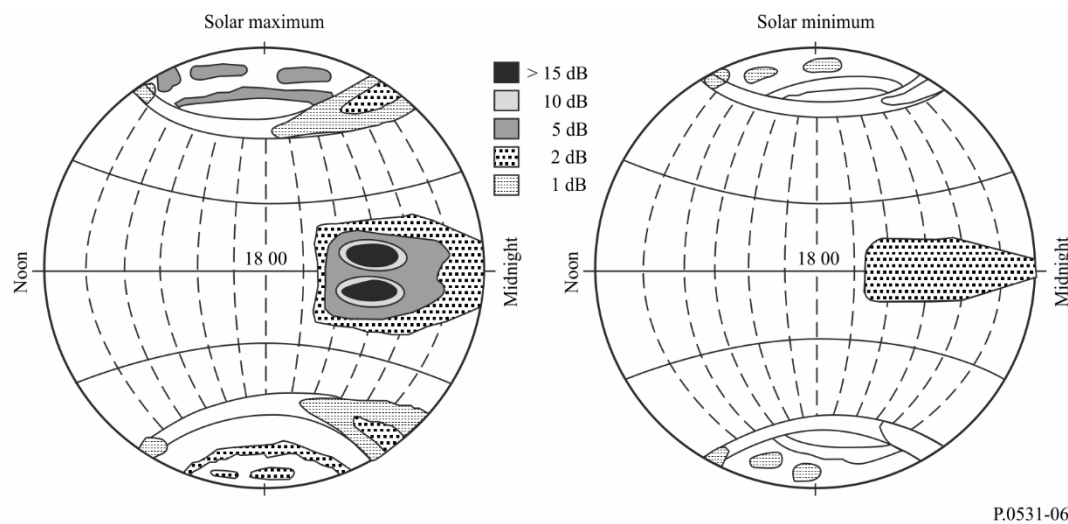 Solar maximum
Solar minimum
> 15 dB
10 dB
5 dB
2 dB
1 dB
Noon
18 00
Midnight
Noon
18 00
Midnight
P.0531-06